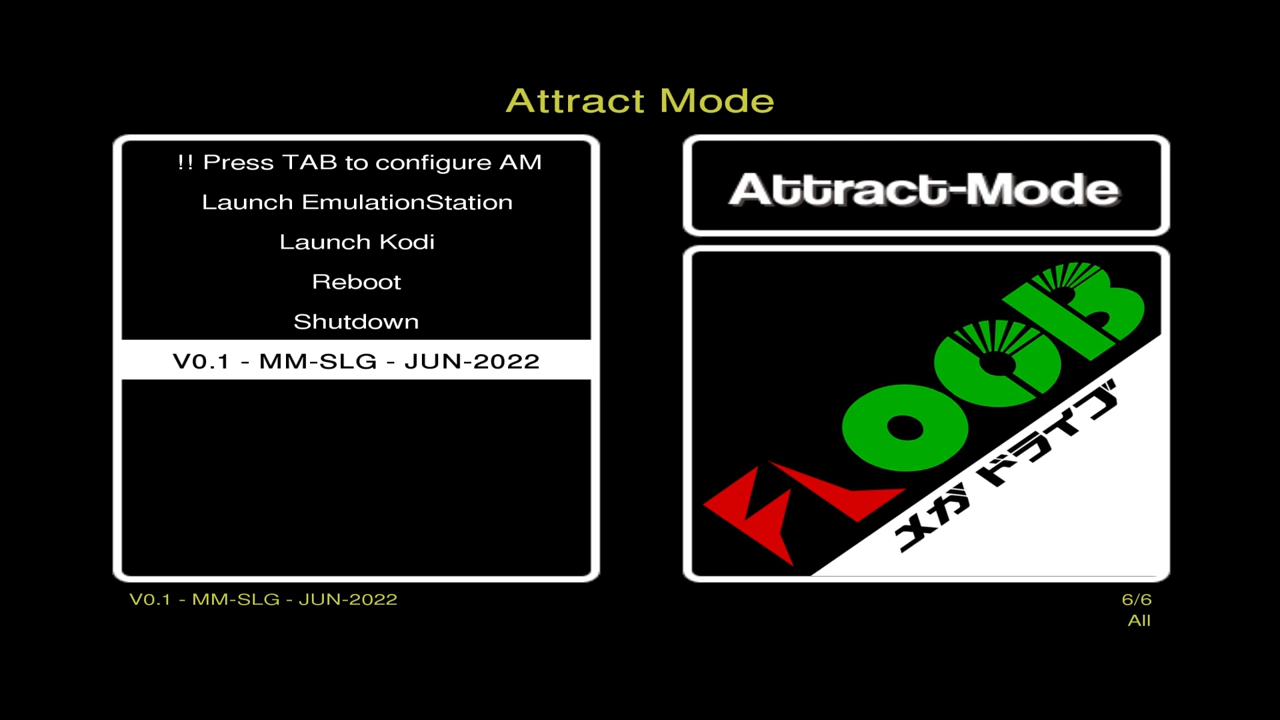 Attract Mode
!! Press TAB to configure AM
Launch EmulationStation
Launch Kodi
Reboot
Shutdown
V0.1 - MM-SLG - JUN-2022
Attract-Mode
FLOOB
メガ ドライブ
V0.1 - MM-SLG - JUN-2022
6/6
All